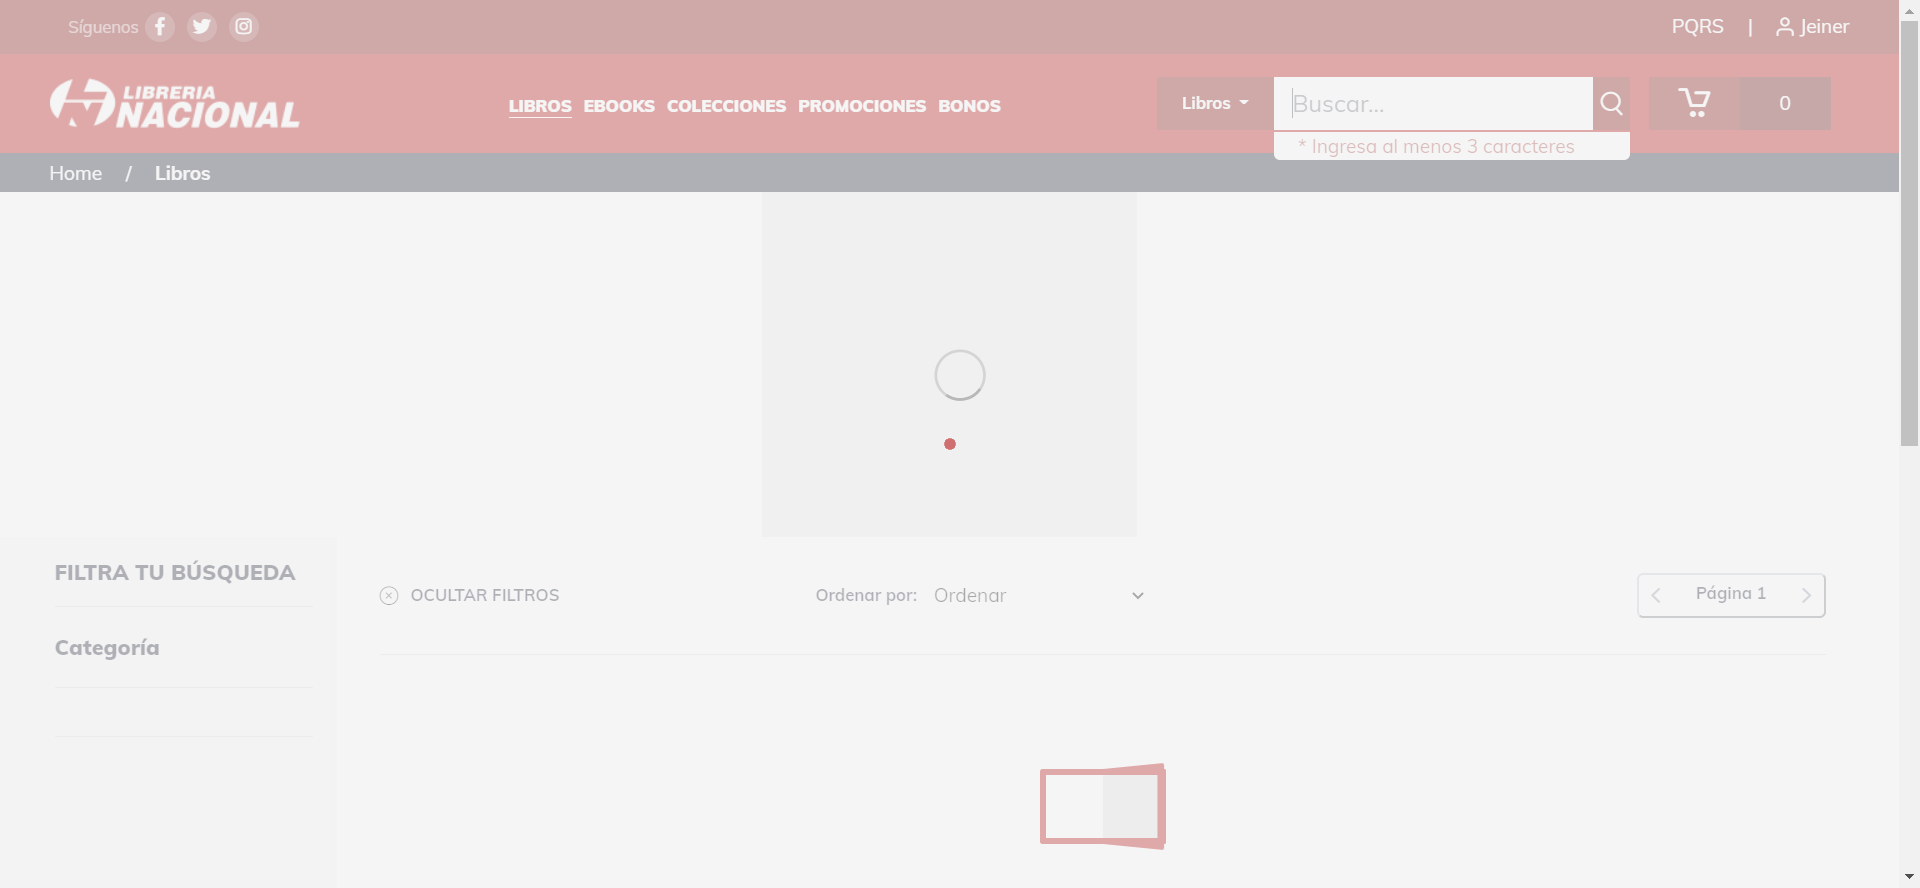 Síguenos
PQRS | Jeiner
LIBRERIA
NACIONAL
LIBROS EBOOKS COLECCIONES PROMOCIONES BONOS
Libros
Buscar...
0
* Ingresa al menos 3 caracteres
Home / Libros
FILTRA TU BÚSQUEDA
OCULTAR FILTROS
Ordenar por: Ordenar
Página 1
Categoría